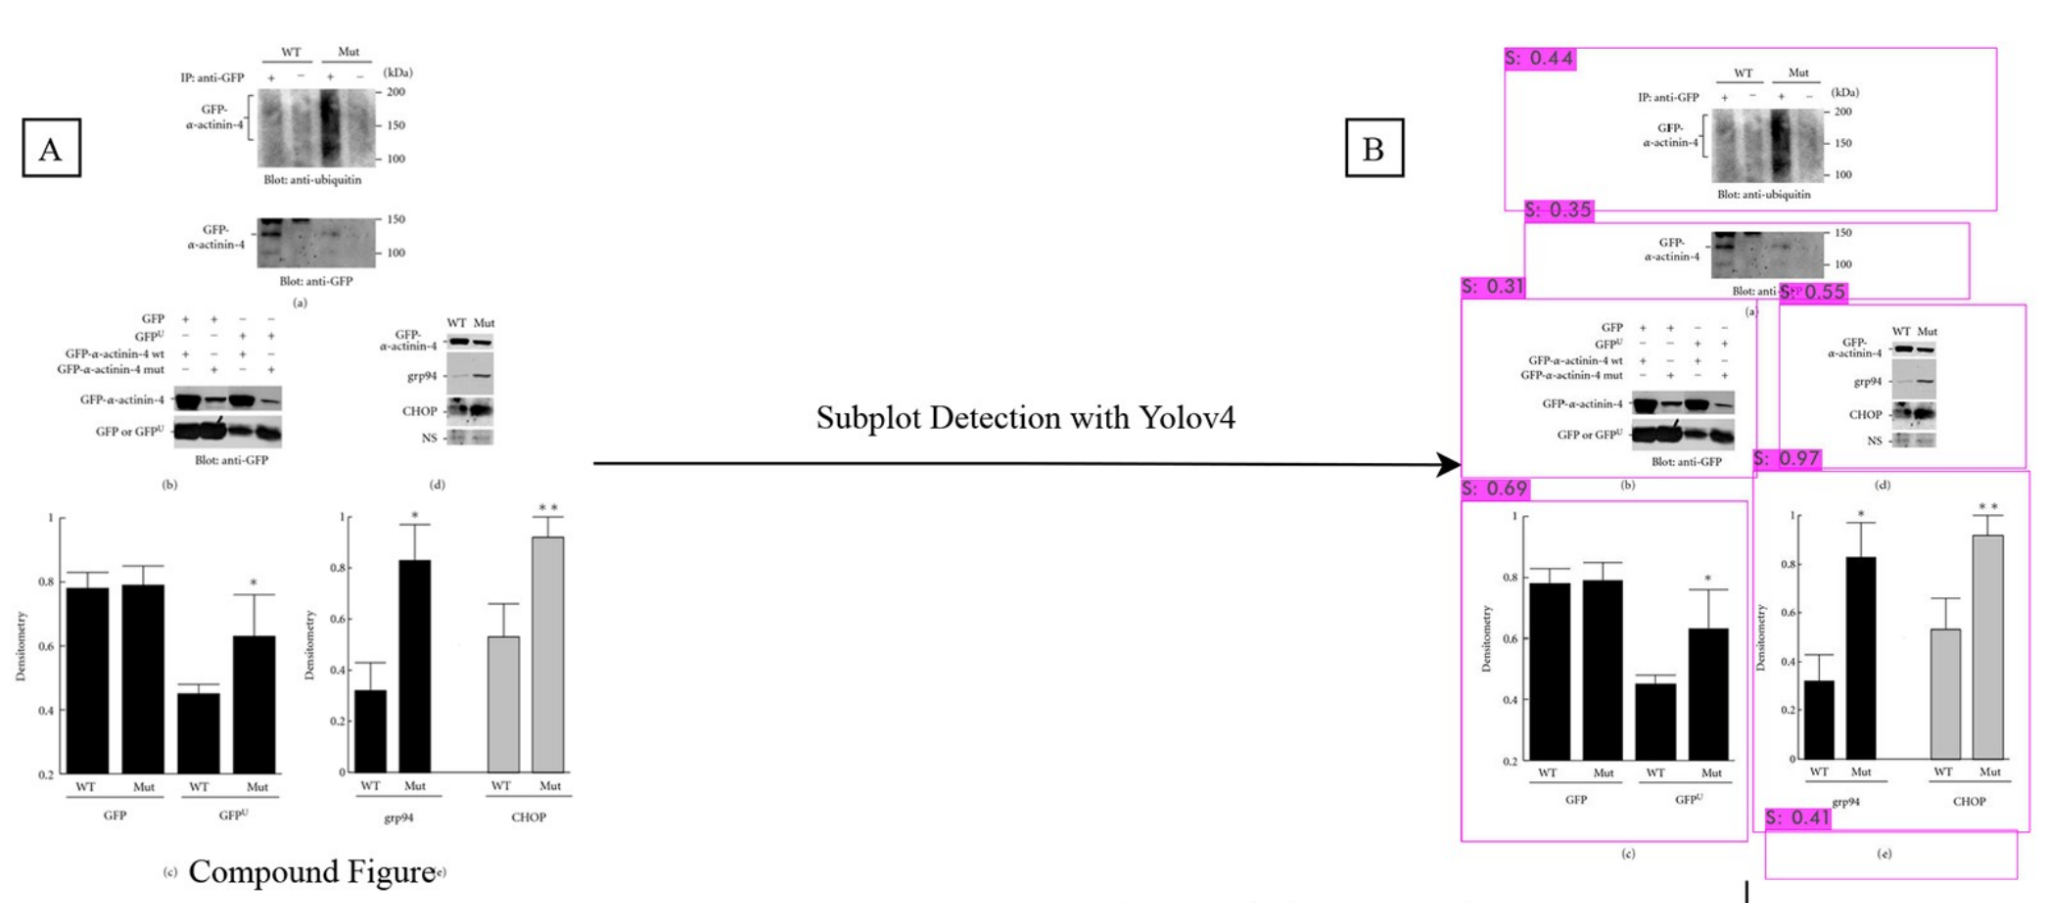 A
WT Mut
IP: anti-GFP + − + − (kDa)
200
GFP-
α-actinin-4
150
100
Blot: anti-ubiquitin
150
GFP-
α-actinin-4
100
Blot: anti-GFP
(a)
GFP + + − −
GFPU − − + +
GFP-α-actinin-4 wt + − + −
GFP-α-actinin-4 mut − + − +
GFP-α-actinin-4
GFP or GFPU
Blot: anti-GFP
(b)
WT Mut
GFP-
α-actinin-4
grp94
CHOP
NS
(d)
1
0.8
0.6
0.4
0.2
Densitometry
*
WT Mut WT Mut
GFP GFPU
(c)
1
0.8
0.6
0.4
0.2
0
Densitometry
* **
WT Mut WT Mut
grp94 CHOP
(e)
Compound Figure
Subplot Detection with Yolov4
B
S: 0.44
WT Mut
IP: anti-GFP + − + − (kDa)
200
GFP-
α-actinin-4
150
100
Blot: anti-ubiquitin
S: 0.35
150
GFP-
α-actinin-4
100
Blot: anti-
(a)
S: 0.31
GFP + + − −
GFPU − − + +
GFP-α-actinin-4 wt + − + −
GFP-α-actinin-4 mut − + − +
GFP-α-actinin-4
GFP or GFPU
Blot: anti-GFP
(b)
S: 0.55
WT Mut
GFP-
α-actinin-4
grp94
CHOP
NS
(d)
S: 0.69
1
0.8
0.6
0.4
0.2
Densitometry
*
WT Mut WT Mut
GFP GFPU
(c)
S: 0.97
1
0.8
0.6
0.4
0.2
0
Densitometry
* **
WT Mut WT Mut
grp94 CHOP
S: 0.41
(e)